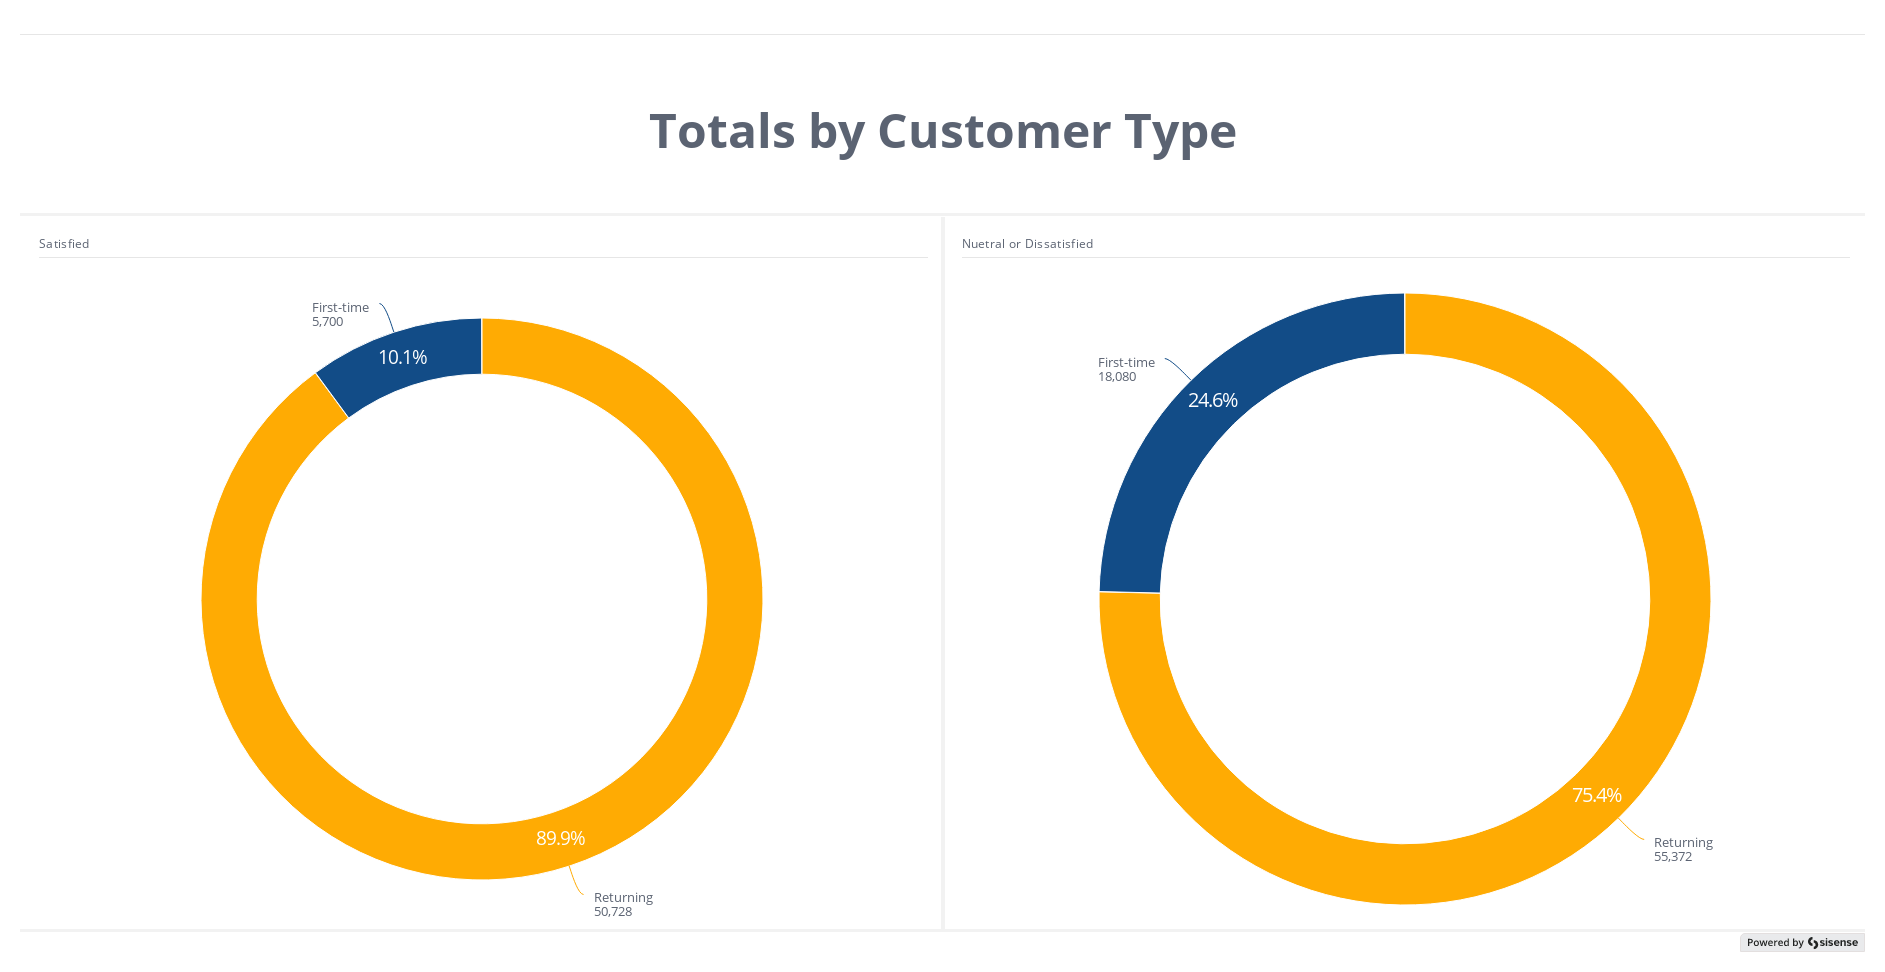 Totals by Customer Type
Satisfied
First-time
5,700
10.1%
89.9%
Returning
50,728
Nuetral or Dissatisfied
First-time
18,080
24.6%
75.4%
Returning
55,372
Powered by sisense